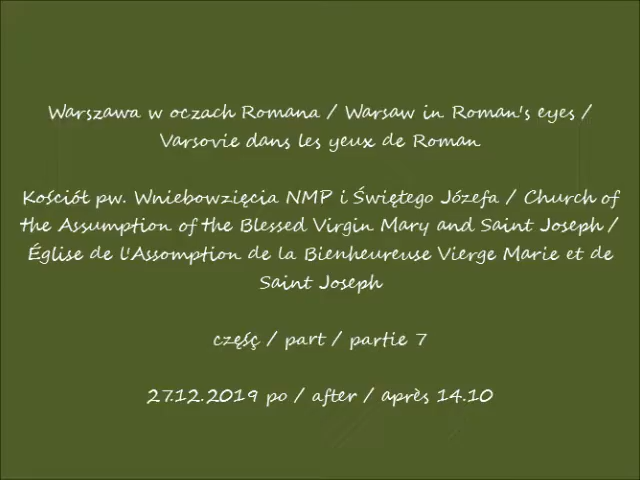 Warszawa w oczach Romana / Warsaw in Roman's eyes /
Varsovie dans les yeux de Roman
Kościół pw. Wniebowzięcia NMP i Świętego Józefa / Church of
the Assumption of the Blessed Virgin Mary and Saint Joseph /
Église de l'Assomption de la Bienheureuse Vierge Marie et de
Saint Joseph
część / part / partie 7
27.12.2019 po / after / après 14.10